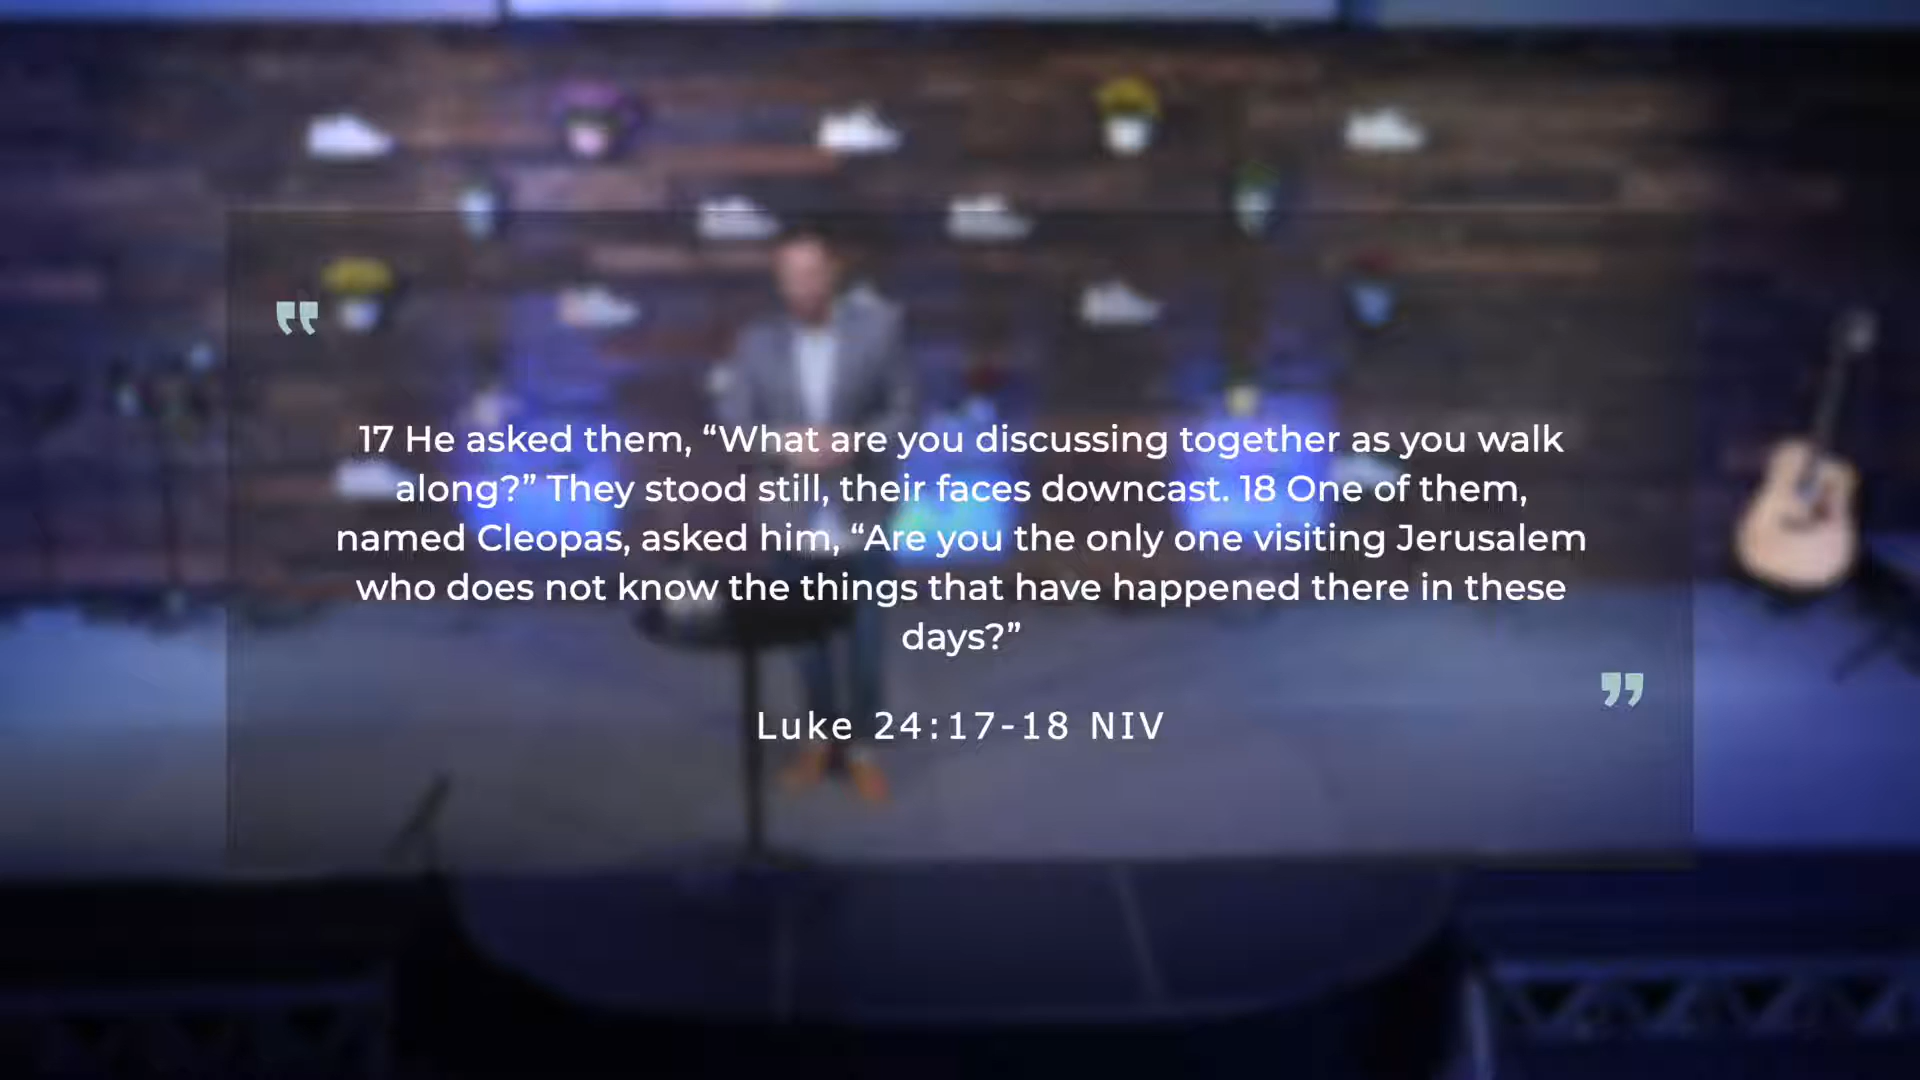 "
17 He asked them, “What are you discussing together as you walk
along?” They stood still, their faces downcast. 18 One of them,
named Cleopas, asked him, “Are you the only one visiting Jerusalem
who does not know the things that have happened there in these
days?”
"
Luke 24:17-18 NIV